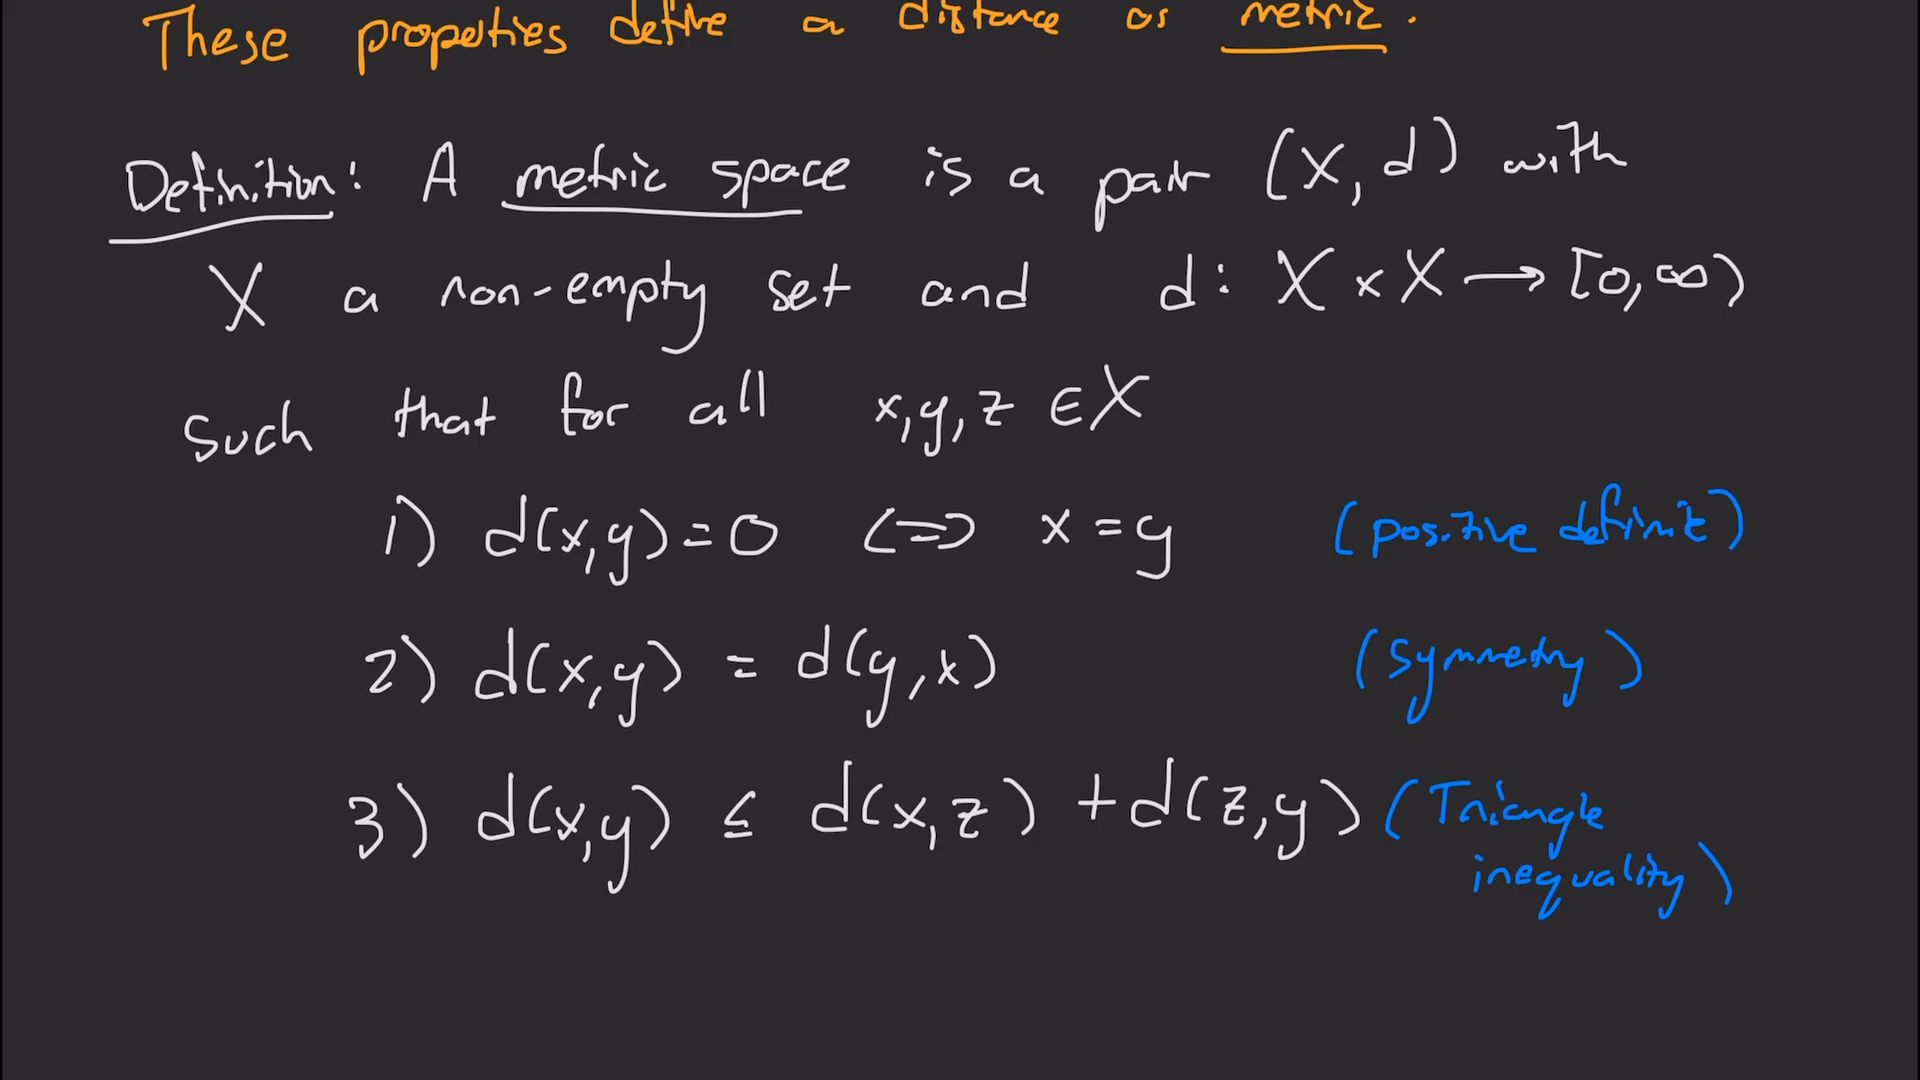 These properties define a distance or metric.
Definition: A metric space is a pair (X, d) with
X a non-empty set and d: X × X → [0, ∞)
Such that for all x, y, z ∈ X
1) d(x,y) = 0 ⟺ x = y (positive definite)
2) d(x,y) = d(y,x) (symmetry)
3) d(x,y) ≤ d(x,z) + d(z,y) (Triangle
inequality)